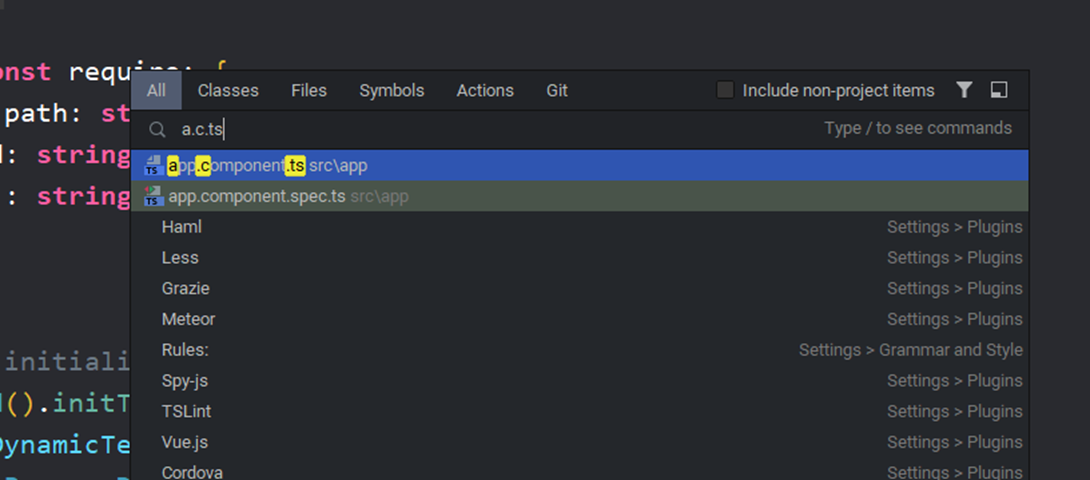 onst require: {
All Classes Files Symbols Actions Git Include non-project items
path: st
a.c.ts Type / to see commands
: string
TS app.component.ts src\app
: string
TS app.component.spec.ts src\app
Haml Settings > Plugins
Less Settings > Plugins
Grazie Settings > Plugins
Meteor Settings > Plugins
Rules: Settings > Grammar and Style
initiali
Spy-js Settings > Plugins
().initT
TSLint Settings > Plugins
DynamicTe
Vue.js Settings > Plugins
Cordova Settings > Plugins